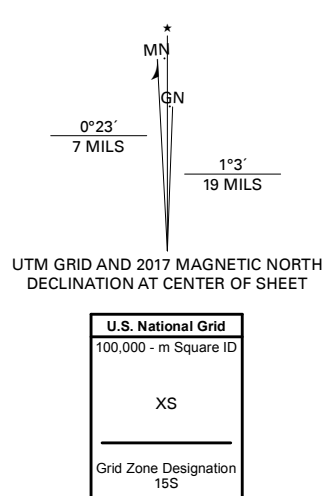 ★
MN
GN
0°23´
7 MILS
1°3´
19 MILS
UTM GRID AND 2017 MAGNETIC NORTH
DECLINATION AT CENTER OF SHEET
U.S. National Grid
100,000 - m Square ID
XS
Grid Zone Designation
15S